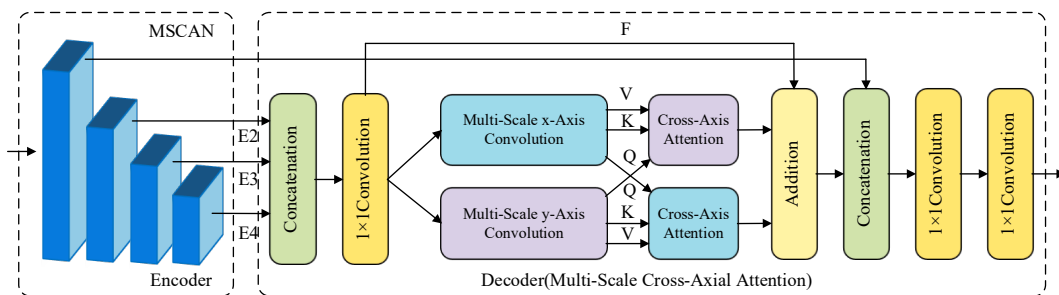 MSCAN
F
E2
E3
E4
Encoder
Concatenation
1×1Convolution
Multi-Scale x-Axis
Convolution
Multi-Scale y-Axis
Convolution
V
K
Q
Q
K
V
Cross-Axis
Attention
Cross-Axis
Attention
Addition
Concatenation
1×1Convolution
1×1Convolution
Decoder(Multi-Scale Cross-Axial Attention)